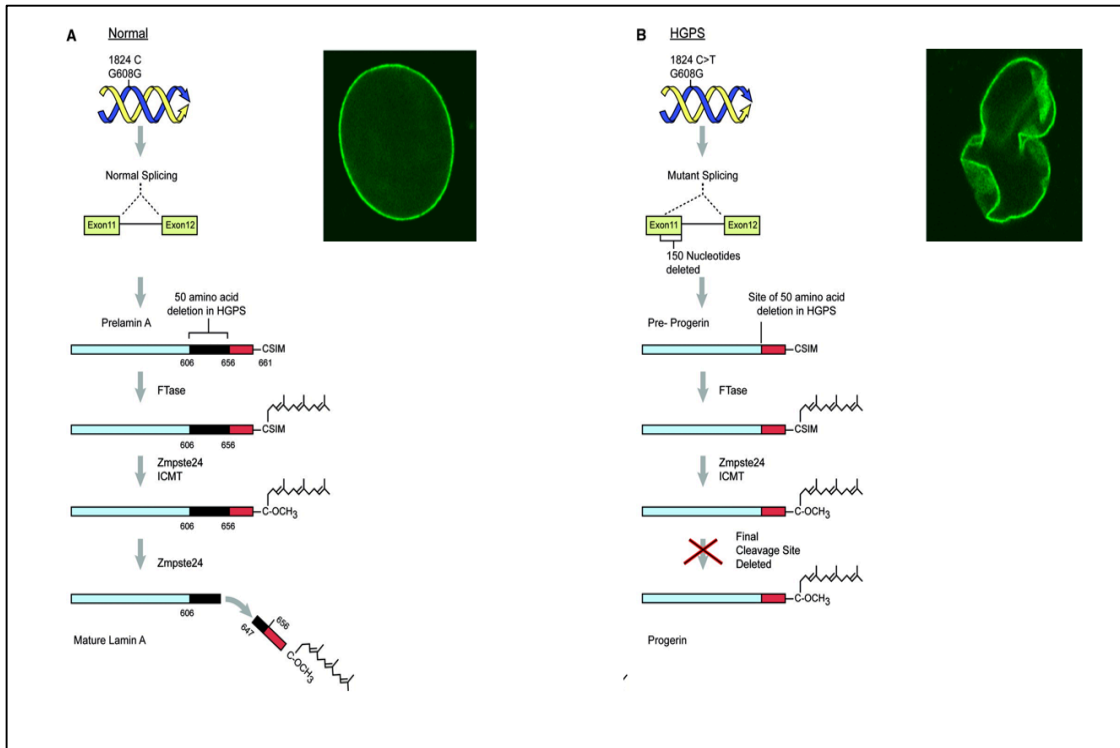 A Normal
1824 C
G608G
Normal Splicing
Exon11 Exon12
50 amino acid
deletion in HGPS
Prelamin A
CSIM
606 656 661
FTase
CSIM
606 656
Zmpste24
ICMT
C-OCH3
606 656
Zmpste24
606
647 656
C-OCH3
Mature Lamin A
B HGPS
1824 C>T
G608G
Mutant Splicing
Exon11 Exon12
150 Nucleotides
deleted
Site of 50 amino acid
deletion in HGPS
Pre- Progerin
CSIM
FTase
CSIM
Zmpste24
ICMT
C-OCH3
Final
Cleavage Site
Deleted
C-OCH3
Progerin